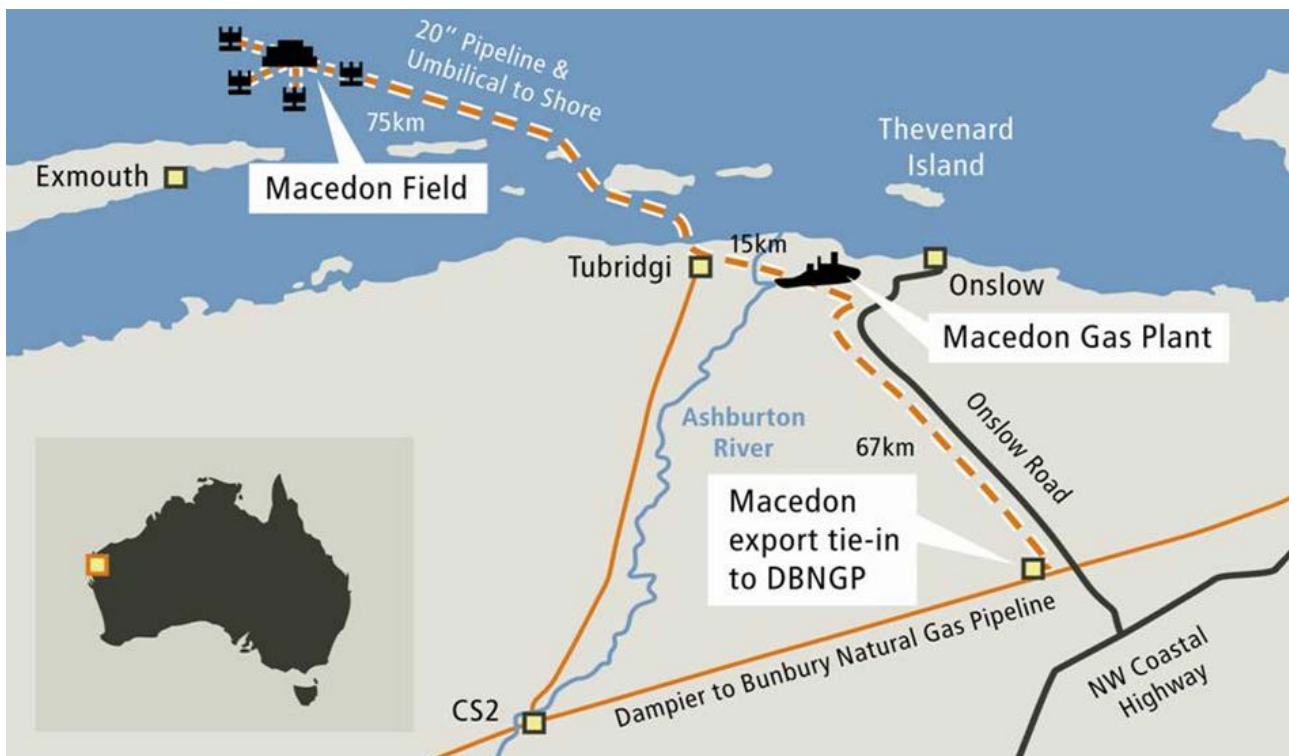 20” Pipeline &
Umbilical to Shore
75km
Thevenard
Island
Exmouth
Macedon Field
15km
Tubridgi
Onslow
Macedon Gas Plant
Ashburton
River
67km
Onslow Road
Macedon
export tie-in
to DBNGP
Dampier to Bunbury Natural Gas Pipeline
NW Coastal
Highway
CS2